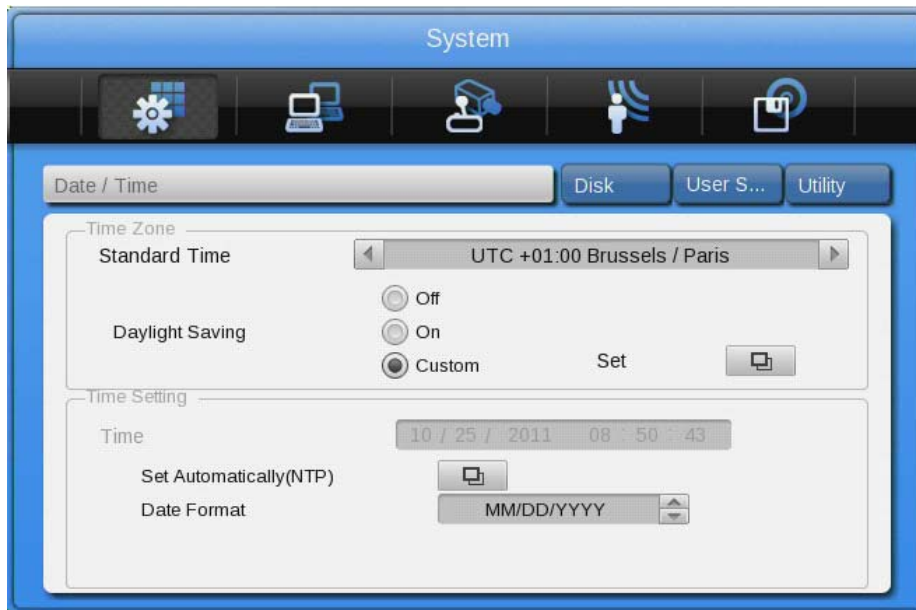 System
Date / Time
Disk
User S...
Utility
Time Zone
Standard Time
UTC +01:00 Brussels / Paris
Off
Daylight Saving
On
Custom
Set
Time Setting
Time
10 / 25 / 2011 08 : 50 : 43
Set Automatically(NTP)
Date Format
MM/DD/YYYY